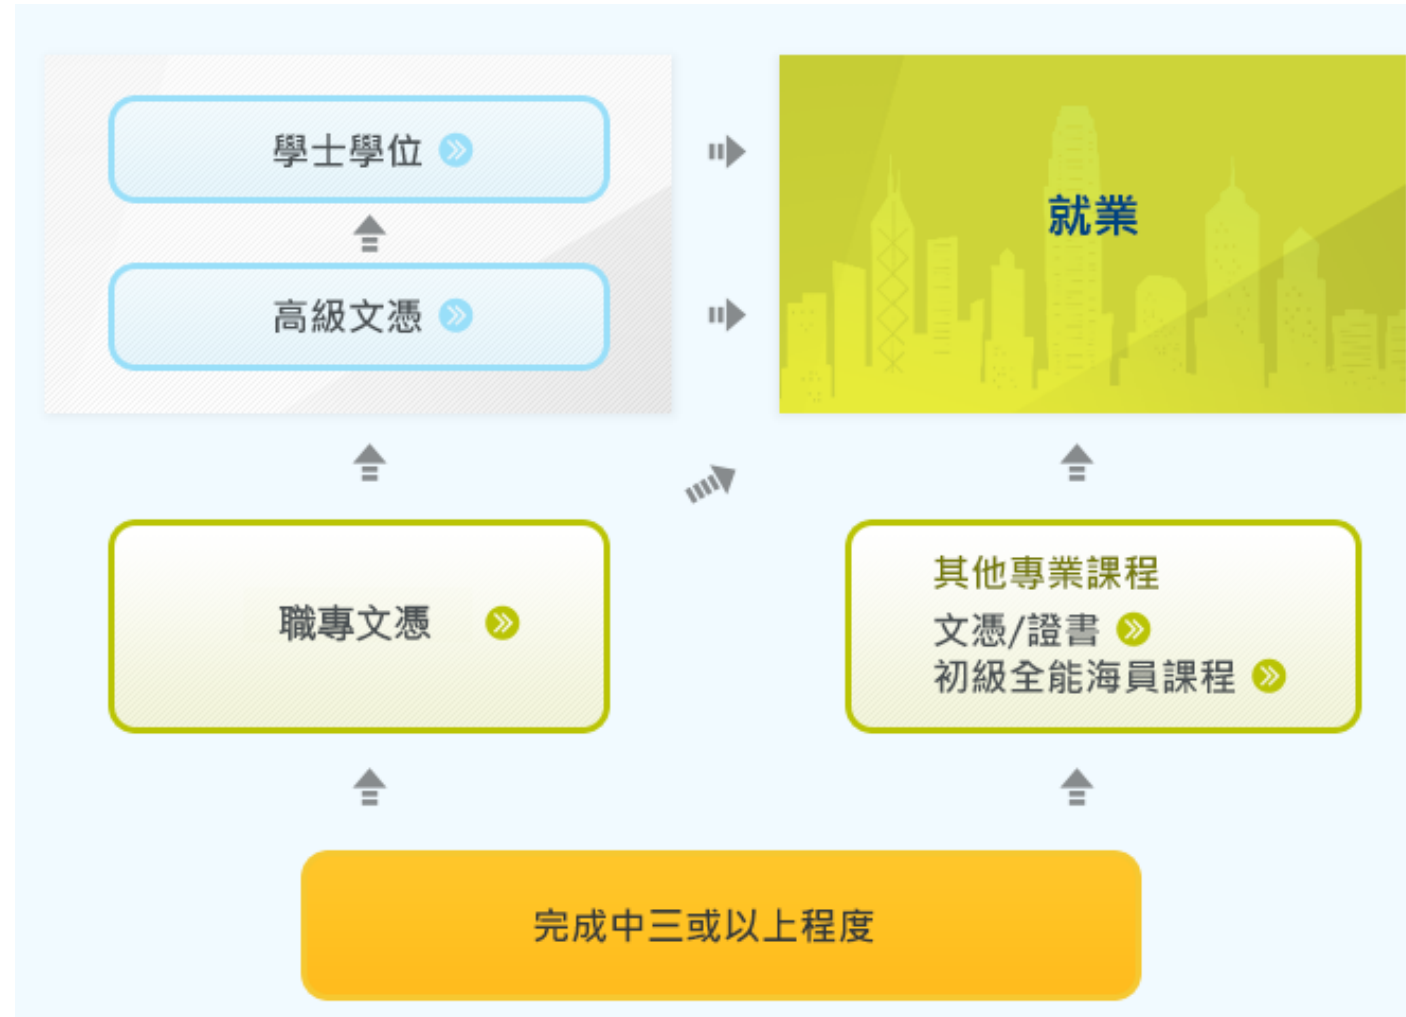 學士學位
高級文憑
就業
職專文憑
其他專業課程
文憑/證書
初級全能海員課程
完成中三或以上程度